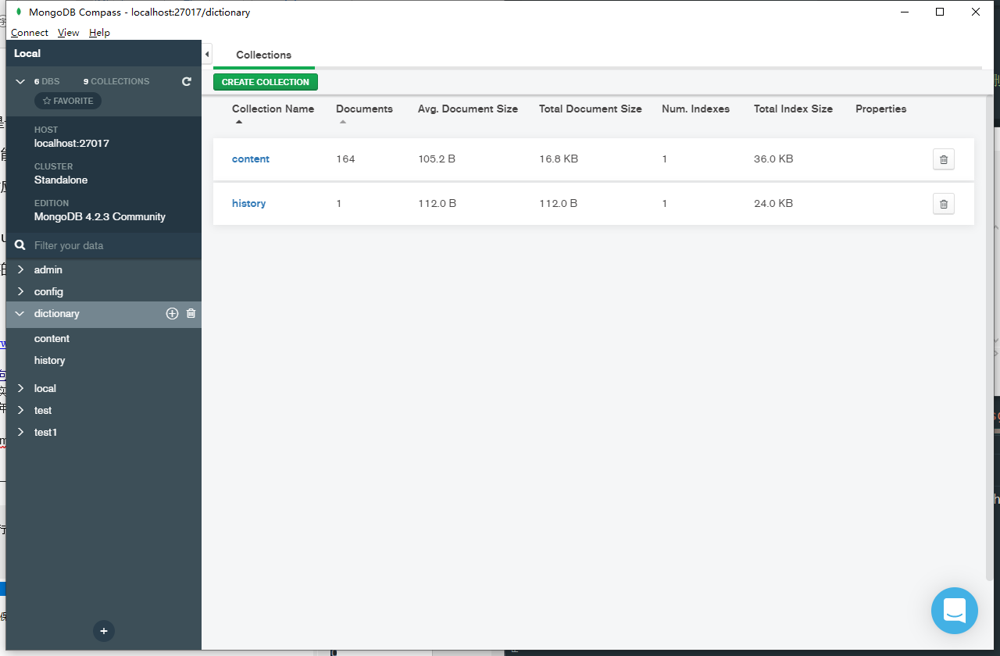 MongoDB Compass - localhost:27017/dictionary
Connect View Help
Local
6 DBS 9 COLLECTIONS
FAVORITE
HOST
localhost:27017
CLUSTER
Standalone
EDITION
MongoDB 4.2.3 Community
Filter your data
admin
config
dictionary
content
history
local
test
test1
Collections
CREATE COLLECTION
Collection Name Documents Avg. Document Size Total Document Size Num. Indexes Total Index Size Properties
content 164 105.2 B 16.8 KB 1 36.0 KB
history 1 112.0 B 112.0 B 1 24.0 KB